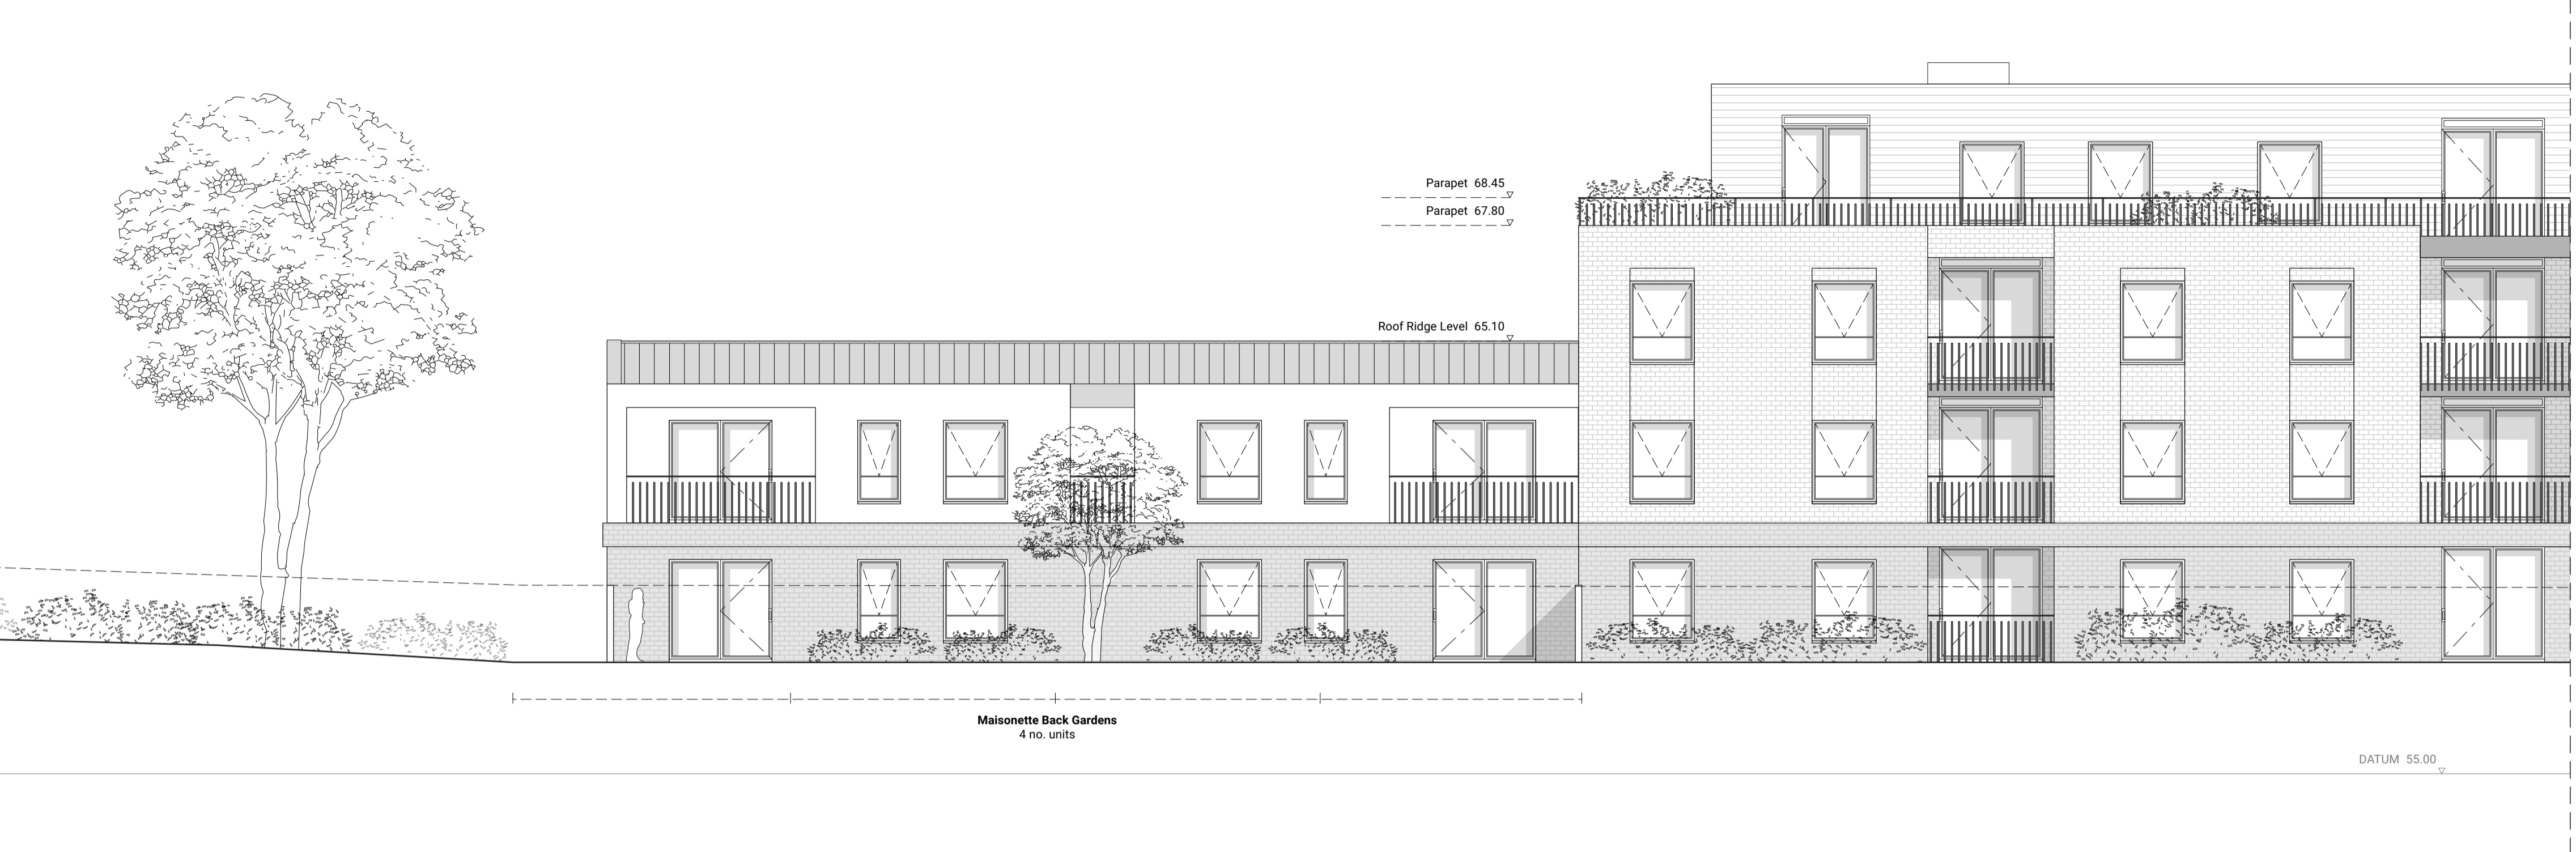 Parapet 68.45
Parapet 67.80
Roof Ridge Level 65.10
Maisonette Back Gardens
4 no. units
DATUM 55.00